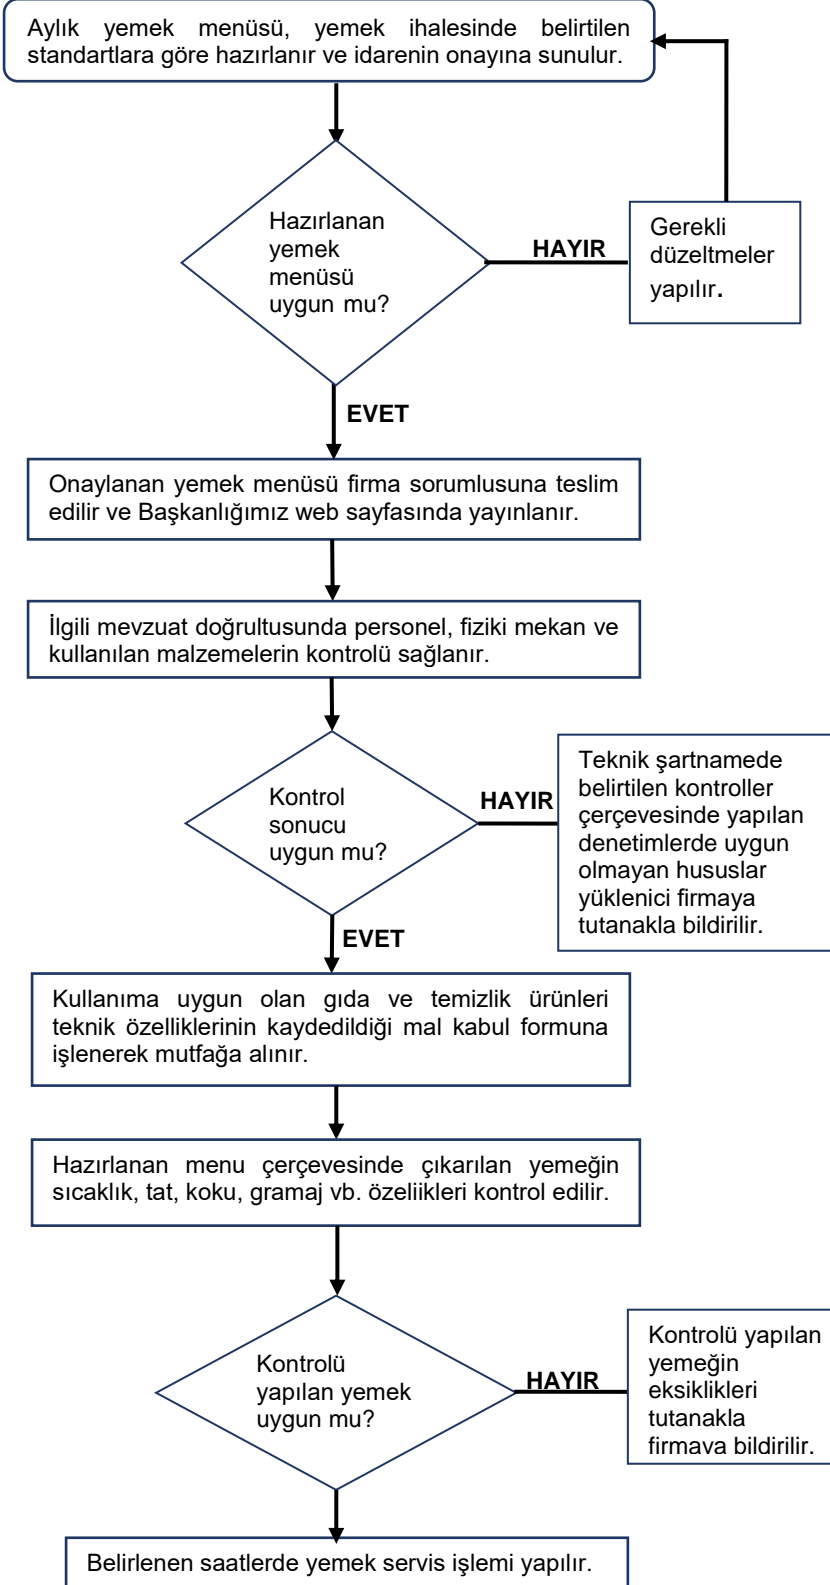 Aylık yemek menüsü, yemek ihalesinde belirtilen
standartlara göre hazırlanır ve idarenin onayına sunulur.
Hazırlanan
yemek
menüsü
uygun mu?
HAYIR
Gerekli
düzeltmeler
yapılır.
EVET
Onaylanan yemek menüsü firma sorumlusuna teslim
edilir ve Başkanlığımız web sayfasında yayınlanır.
İlgili mevzuat doğrultusunda personel, fiziki mekan ve
kullanılan malzemelerin kontrolü sağlanır.
Kontrol
sonucu
uygun mu?
HAYIR
Teknik şartnamede
belirtilen kontroller
çerçevesinde yapılan
denetimlerde uygun
olmayan hususlar
yüklenici firmaya
tutanakla bildirilir.
EVET
Kullanıma uygun olan gıda ve temizlik ürünleri
teknik özelliklerinin kaydedildiği mal kabul formuna
işlenerek mutfağa alınır.
Hazırlanan menu çerçevesinde çıkarılan yemeğin
sıcaklık, tat, koku, gramaj vb. özeliikleri kontrol edilir.
Kontrolü
yapılan yemek
uygun mu?
HAYIR
Kontrolü yapılan
yemeğin
eksiklikleri
tutanakla
firmaya bildirilir.
Belirlenen saatlerde yemek servis işlemi yapılır.